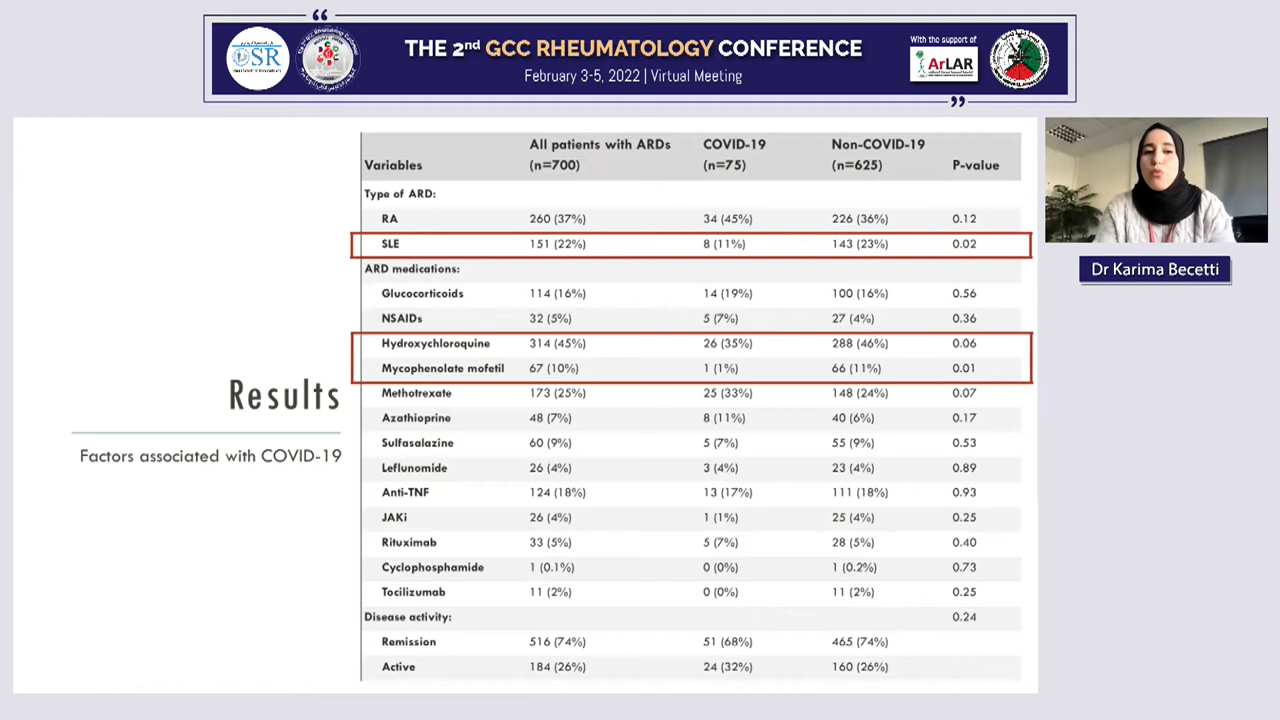 “
THE 2nd GCC RHEUMATOLOGY CONFERENCE
February 3-5, 2022 | Virtual Meeting
OSR
With the support of
ArLAR
”
Variables All patients with ARDs (n=700) COVID-19 (n=75) Non-COVID-19 (n=625) P-value
Type of ARD:
RA 260 (37%) 34 (45%) 226 (36%) 0.12
SLE 151 (22%) 8 (11%) 143 (23%) 0.02
ARD medications:
Glucocorticoids 114 (16%) 14 (19%) 100 (16%) 0.56
NSAIDs 32 (5%) 5 (7%) 27 (4%) 0.36
Hydroxychloroquine 314 (45%) 26 (35%) 288 (46%) 0.06
Mycophenolate mofetil 67 (10%) 1 (1%) 66 (11%) 0.01
Methotrexate 173 (25%) 25 (33%) 148 (24%) 0.07
Azathioprine 48 (7%) 8 (11%) 40 (6%) 0.17
Sulfasalazine 60 (9%) 5 (7%) 55 (9%) 0.53
Leflunomide 26 (4%) 3 (4%) 23 (4%) 0.89
Anti-TNF 124 (18%) 13 (17%) 111 (18%) 0.93
JAKi 26 (4%) 1 (1%) 25 (4%) 0.25
Rituximab 33 (5%) 5 (7%) 28 (5%) 0.40
Cyclophosphamide 1 (0.1%) 0 (0%) 1 (0.2%) 0.73
Tocilizumab 11 (2%) 0 (0%) 11 (2%) 0.25
Disease activity: 0.24
Remission 516 (74%) 51 (68%) 465 (74%)
Active 184 (26%) 24 (32%) 160 (26%)
Results
Factors associated with COVID-19
Dr Karima Becetti